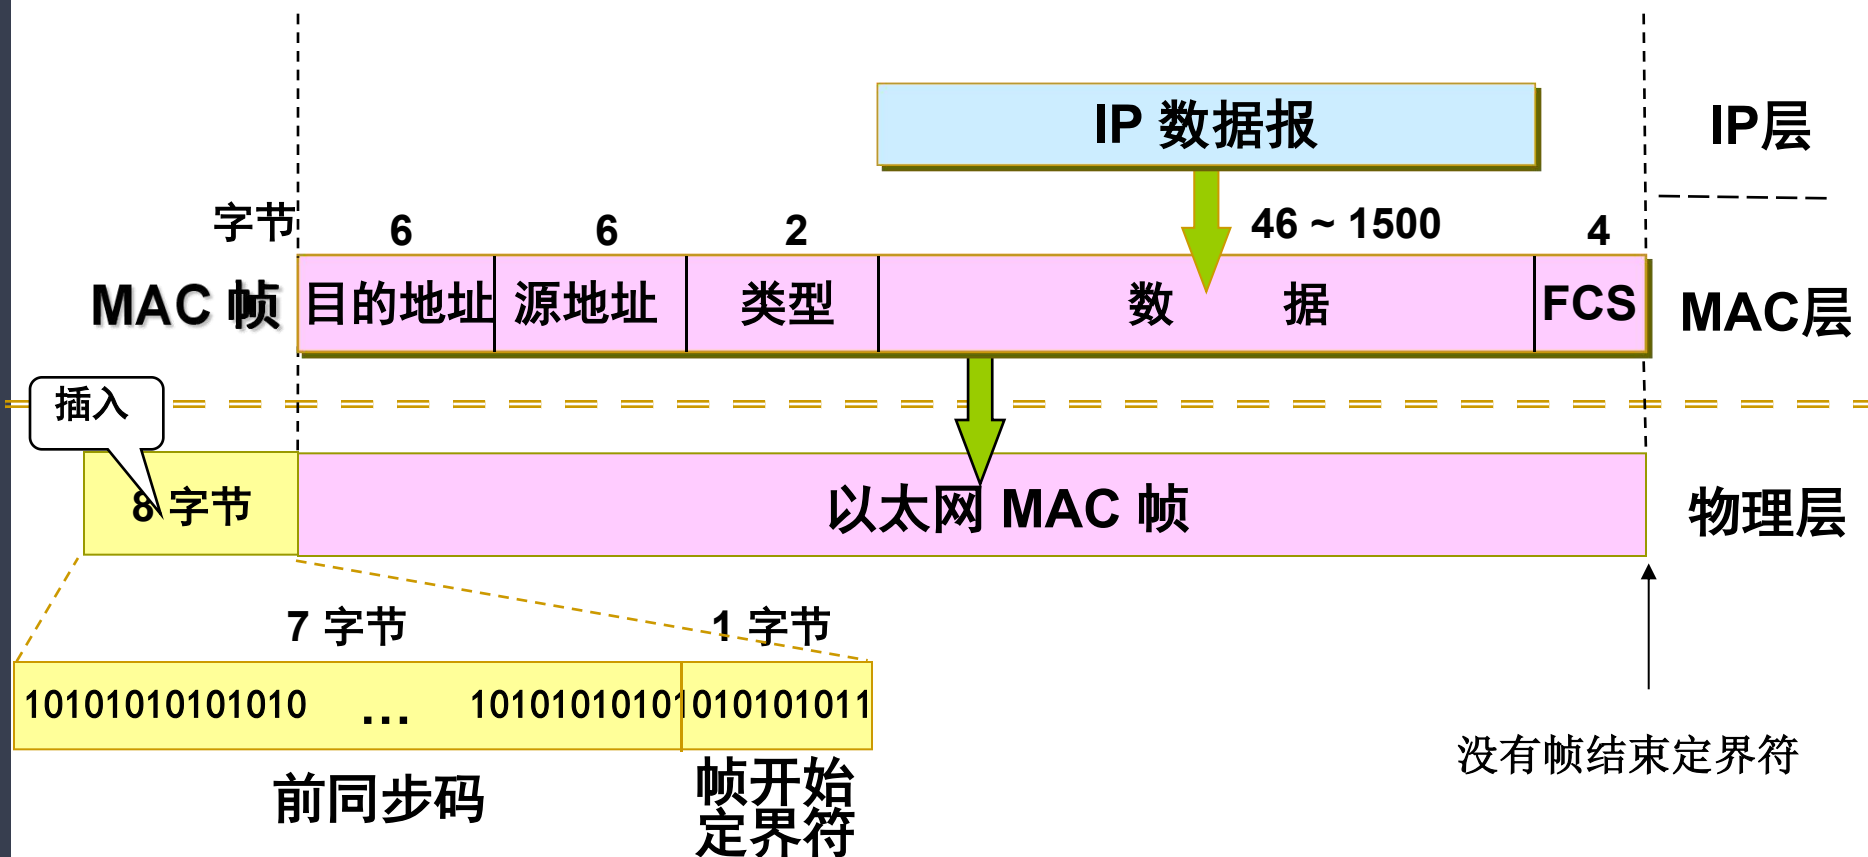 IP 数据报
IP层
字节
6
6
2
46 ~ 1500
4
MAC 帧
目的地址
源地址
类型
数 据
FCS
MAC层
插入
8 字节
以太网 MAC 帧
物理层
7 字节
1 字节
10101010101010 … 10101010101
010101011
前同步码
帧开始
定界符
没有帧结束定界符